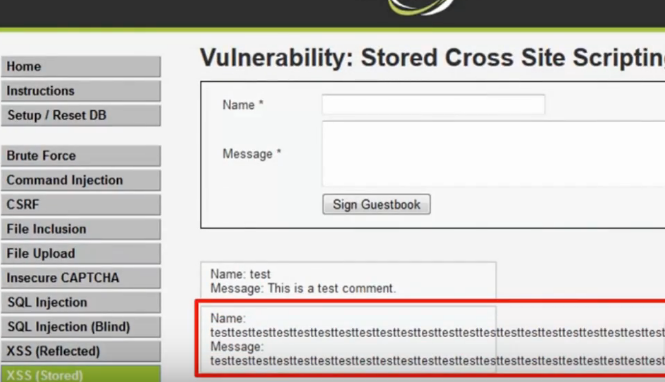 Vulnerability: Stored Cross Site Scripting
Home
Instructions
Setup / Reset DB
Brute Force
Command Injection
CSRF
File Inclusion
File Upload
Insecure CAPTCHA
SQL Injection
SQL Injection (Blind)
XSS (Reflected)
XSS (Stored)
Name *
Message *
Sign Guestbook
Name: test
Message: This is a test comment.
Name:
testtesttesttesttesttesttesttesttesttesttesttesttesttesttesttesttesttesttesttesttesttesttesttesttesttesttesttesttesttesttesttest
Message:
testtesttesttesttesttesttesttesttesttesttesttesttesttesttesttesttesttesttesttesttesttesttesttesttesttesttesttesttesttesttesttest